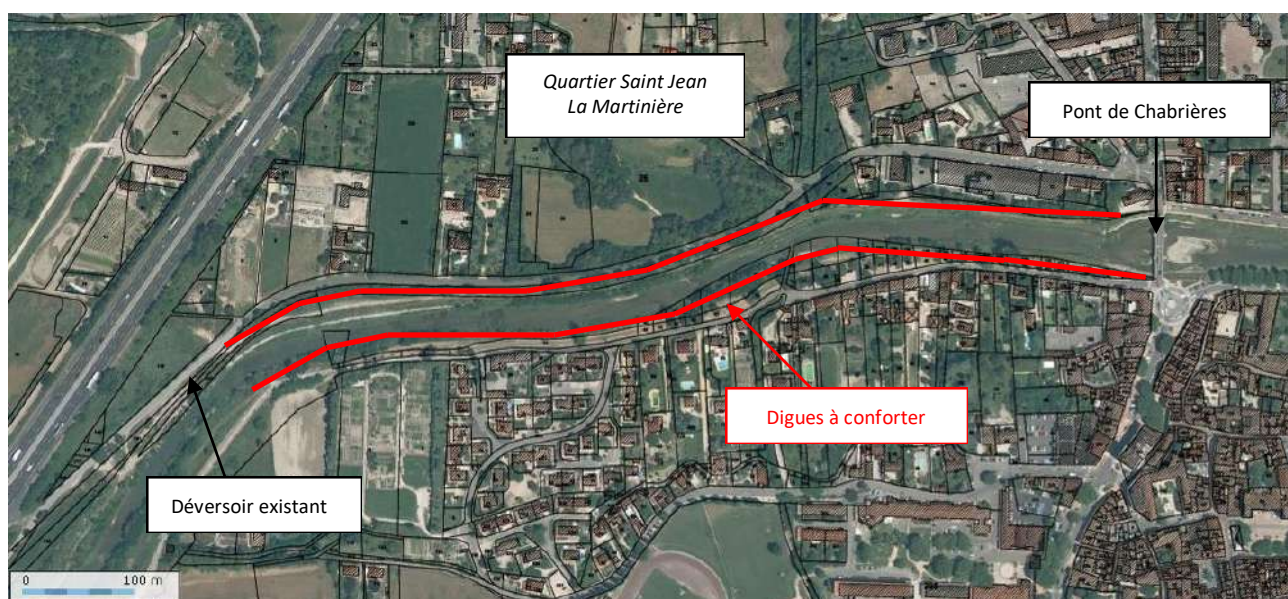 Quartier Saint Jean
La Martinière
Pont de Chabrières
Digues à conforter
Déversoir existant
0 100 m